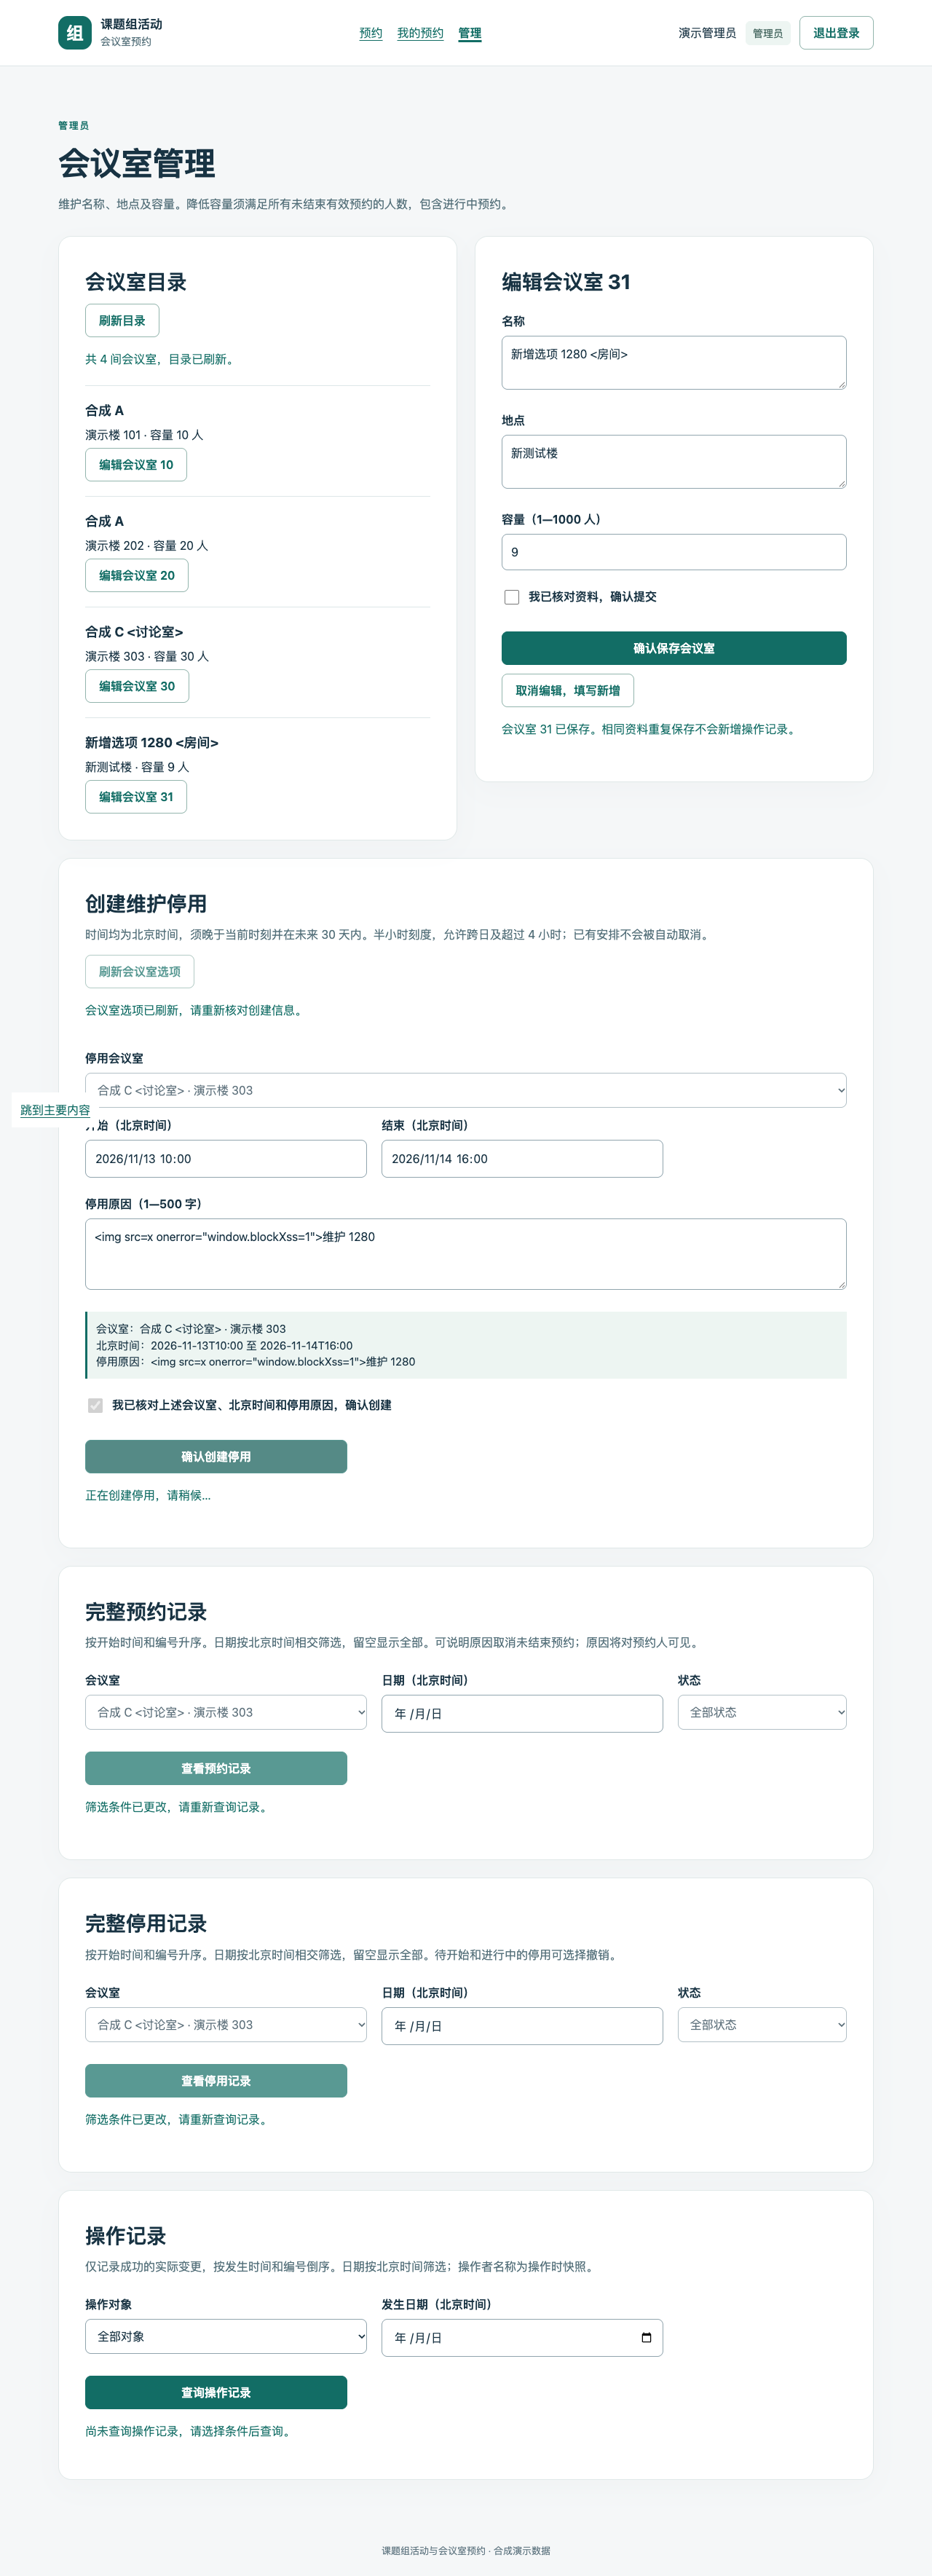 组
课题组活动
会议室预约
预约 我的预约 管理
演示管理员 管理员 退出登录
管理员
会议室管理
维护名称、地点及容量。降低容量须满足所有未结束有效预约的人数，包含进行中预约。
会议室目录
刷新目录
共 4 间会议室，目录已刷新。
合成 A
演示楼 101 · 容量 10 人
编辑会议室 10
合成 A
演示楼 202 · 容量 20 人
编辑会议室 20
合成 C <讨论室>
演示楼 303 · 容量 30 人
编辑会议室 30
新增选项 1280 <房间>
新测试楼 · 容量 9 人
编辑会议室 31
编辑会议室 31
名称
新增选项 1280 <房间>
地点
新测试楼
容量（1—1000 人）
9
我已核对资料，确认提交
确认保存会议室
取消编辑，填写新增
会议室 31 已保存。相同资料重复保存不会新增操作记录。
创建维护停用
时间均为北京时间，须晚于当前时刻并在未来 30 天内。半小时刻度，允许跨日及超过 4 小时；已有安排不会被自动取消。
刷新会议室选项
会议室选项已刷新，请重新核对创建信息。
停用会议室
合成 C <讨论室> · 演示楼 303
跳到主要内容
开始（北京时间） 结束（北京时间）
2026/11/13 10:00 2026/11/14 16:00
停用原因（1—500 字）
<img src=x onerror="window.blockXss=1">维护 1280
会议室：合成 C <讨论室> · 演示楼 303
北京时间：2026-11-13T10:00 至 2026-11-14T16:00
停用原因：<img src=x onerror="window.blockXss=1">维护 1280
我已核对上述会议室、北京时间和停用原因，确认创建
确认创建停用
正在创建停用，请稍候…
完整预约记录
按开始时间和编号升序。日期按北京时间相交筛选，留空显示全部。可说明原因取消未结束预约；原因将对预约人可见。
会议室 日期（北京时间） 状态
合成 C <讨论室> · 演示楼 303 年 /月/日 全部状态
查看预约记录
筛选条件已更改，请重新查询记录。
完整停用记录
按开始时间和编号升序。日期按北京时间相交筛选，留空显示全部。待开始和进行中的停用可选择撤销。
会议室 日期（北京时间） 状态
合成 C <讨论室> · 演示楼 303 年 /月/日 全部状态
查看停用记录
筛选条件已更改，请重新查询记录。
操作记录
仅记录成功的实际变更，按发生时间和编号倒序。日期按北京时间筛选；操作者名称为操作时快照。
操作对象 发生日期（北京时间）
全部对象 年 /月/日
查询操作记录
尚未查询操作记录，请选择条件后查询。
课题组活动与会议室预约 · 合成演示数据